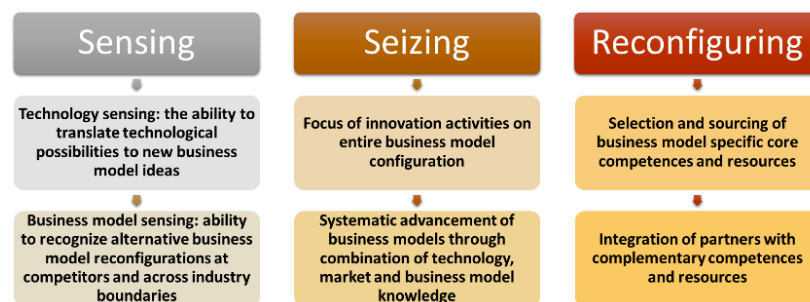 Sensing
Technology sensing: the ability to
translate technological
possibilities to new business
model ideas
Business model sensing: ability
to recognize alternative business
model reconfigurations at
competitors and across industry
boundaries
Seizing
Focus of innovation activities on
entire business model
configuration
Systematic advancement of
business models through
combination of technology,
market and business model
knowledge
Reconfiguring
Selection and sourcing of
business model specific core
competences and resources
Integration of partners with
complementary competences
and resources